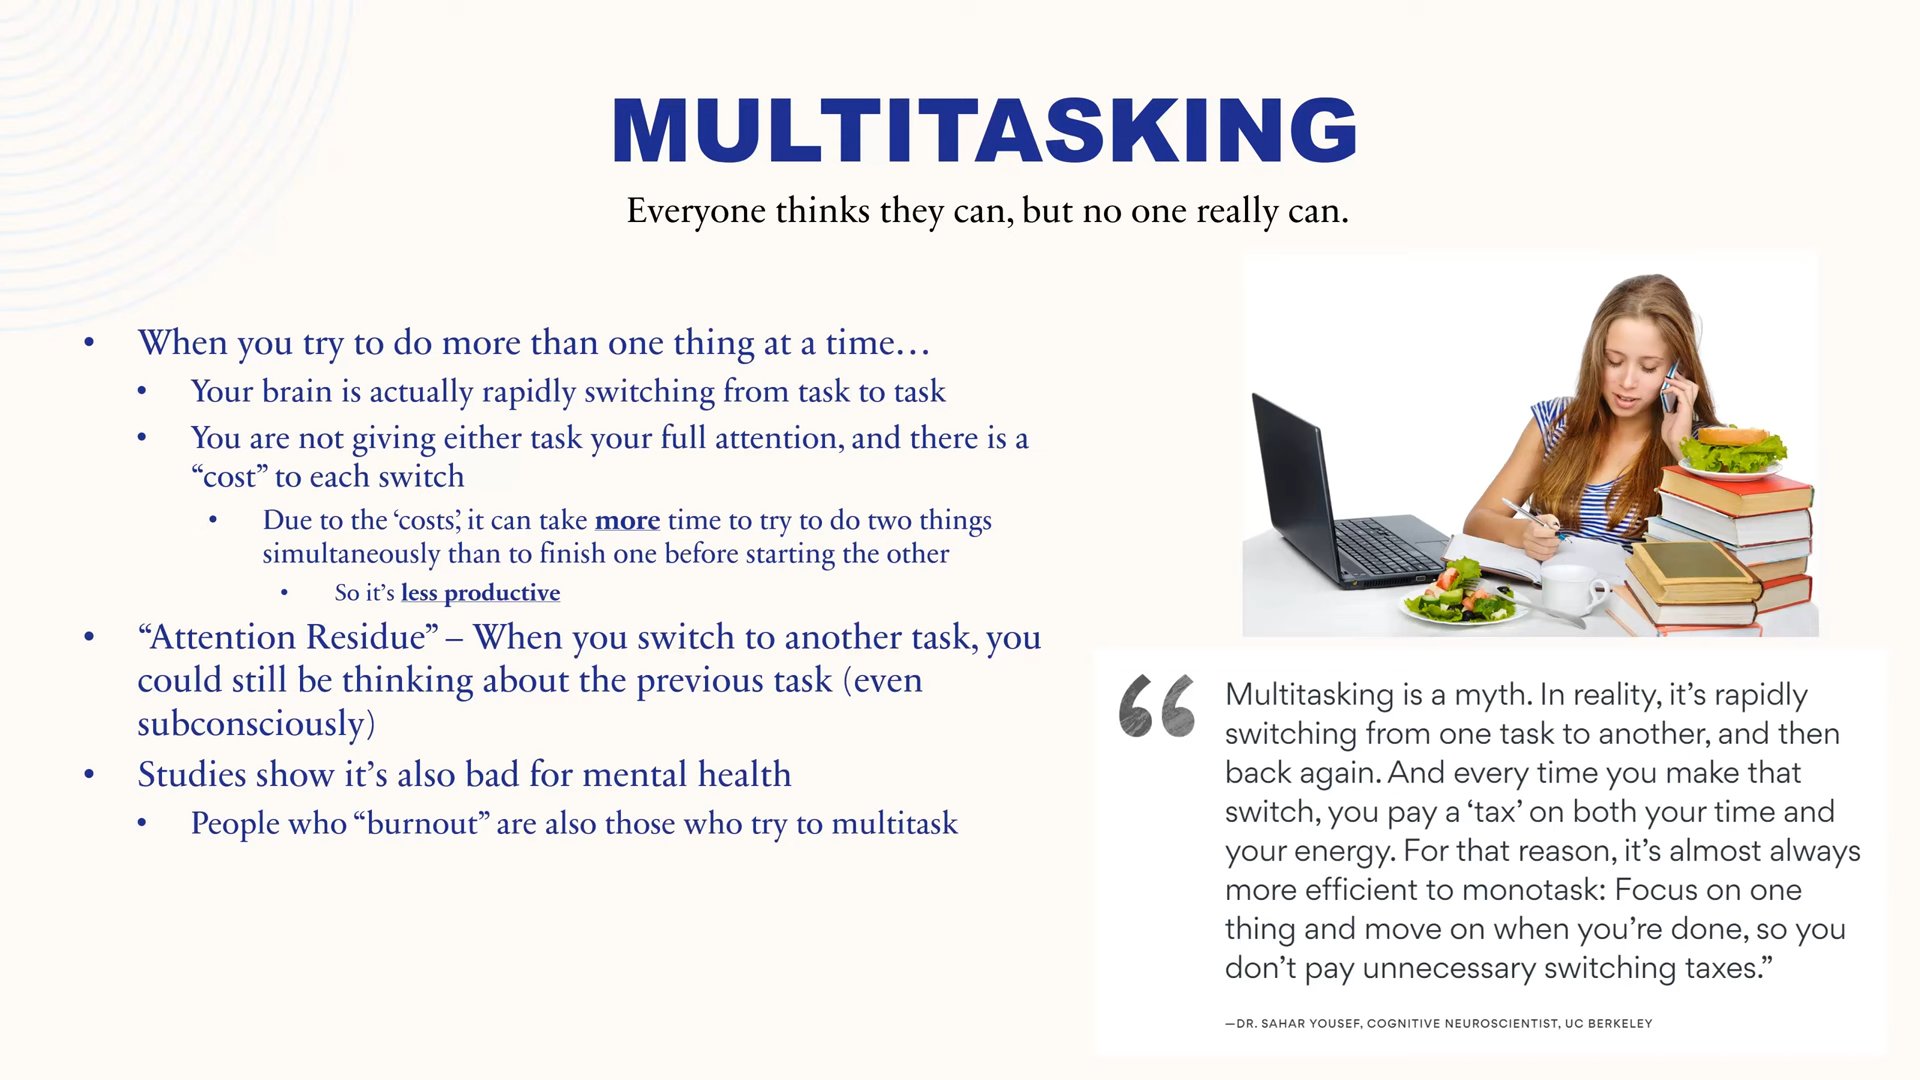 MULTITASKING
Everyone thinks they can, but no one really can.
• When you try to do more than one thing at a time…
• Your brain is actually rapidly switching from task to task
• You are not giving either task your full attention, and there is a
“cost” to each switch
• Due to the ‘costs’, it can take more time to try to do two things
simultaneously than to finish one before starting the other
• So it’s less productive
• “Attention Residue” – When you switch to another task, you
could still be thinking about the previous task (even
subconsciously)
• Studies show it’s also bad for mental health
• People who “burnout” are also those who try to multitask
“ Multitasking is a myth. In reality, it’s rapidly
switching from one task to another, and then
back again. And every time you make that
switch, you pay a ‘tax’ on both your time and
your energy. For that reason, it’s almost always
more efficient to monotask: Focus on one
thing and move on when you’re done, so you
don’t pay unnecessary switching taxes.”
—DR. SAHAR YOUSEF, COGNITIVE NEUROSCIENTIST, UC BERKELEY